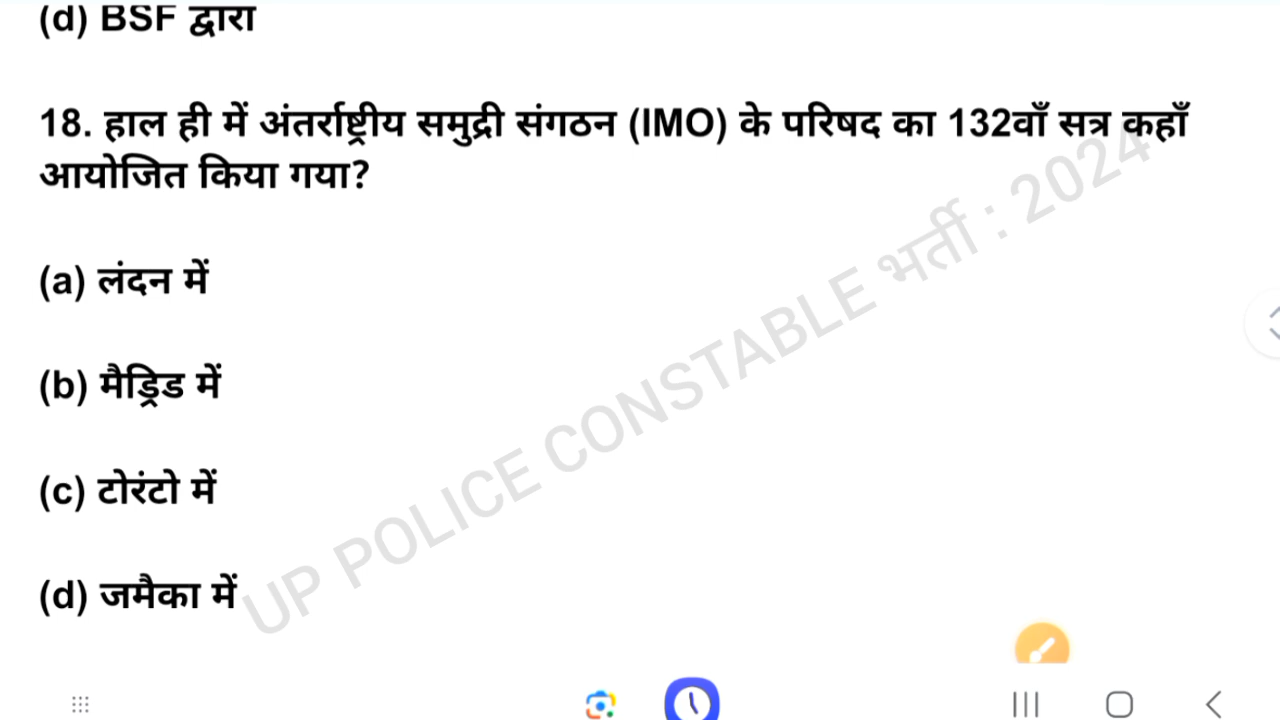 (d) BSF द्वारा
18. हाल ही में अंतर्राष्ट्रीय समुद्री संगठन (IMO) के परिषद का 132वाँ सत्र कहाँ
आयोजित किया गया?
(a) लंदन में
(b) मैड्रिड में
(c) टोरंटो में
(d) जमैका में
UP POLICE CONSTABLE भर्ती : 2024